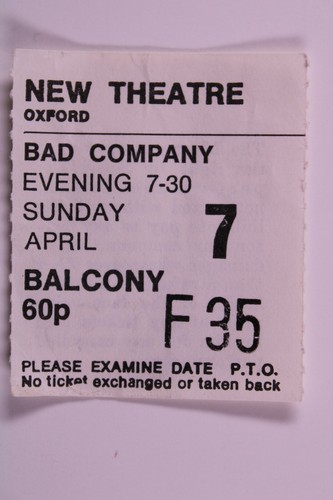 NEW THEATRE
OXFORD
BAD COMPANY
EVENING 7-30
SUNDAY
APRIL 7
BALCONY
60p F 35
PLEASE EXAMINE DATE P.T.O.
No ticket exchanged or taken back